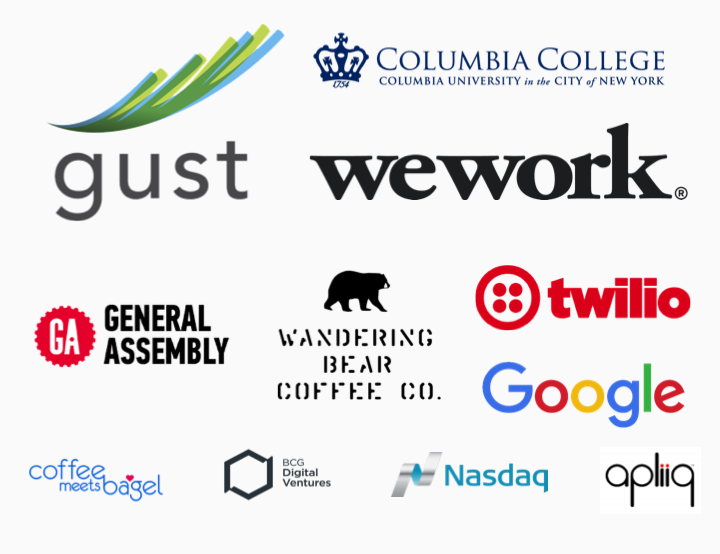 gust
COLUMBIA COLLEGE
1754
COLUMBIA UNIVERSITY in the CITY of NEW YORK
wework®
GA
GENERAL
ASSEMBLY
WANDERING
BEAR
COFFEE CO.
twilio
Google
coffee
meets bagel
BCG
Digital
Ventures
Nasdaq
apliiq